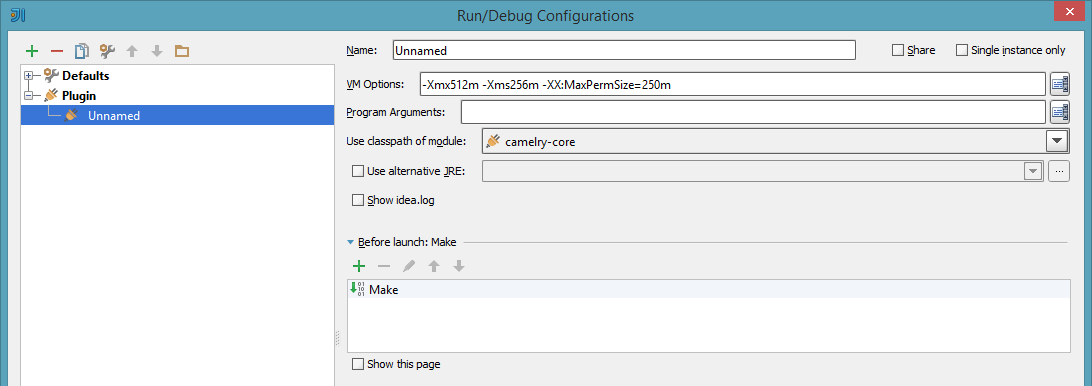 Run/Debug Configurations
Name: Unnamed
Share
Single instance only
Defaults
Plugin
Unnamed
VM Options: -Xmx512m -Xms256m -XX:MaxPermSize=250m
Program Arguments:
Use classpath of module: camelry-core
Use alternative JRE:
...
Show idea.log
Before launch: Make
Make
Show this page